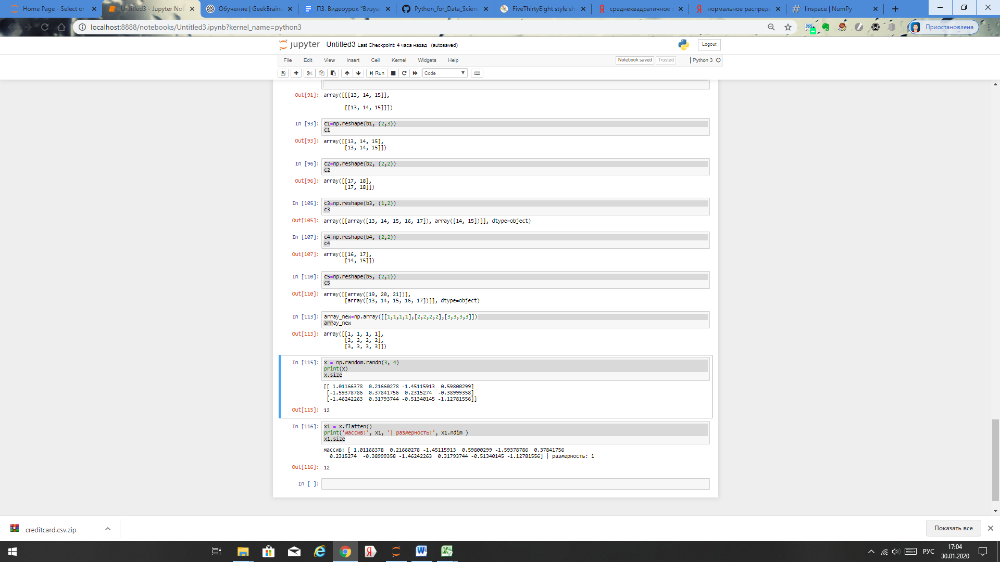 Home Page - Select or
Untitled3 - Jupyter Not
Обучение | GeekBrains
ПЗ. Видеоурок "Визуал
Python_for_Data_Scien
FiveThirtyEight style sh
среднеквадратичное
нормальное распреде
linspace | NumPy
localhost:8888/notebooks/Untitled3.ipynb?kernel_name=python3
Приостановлена
jupyter Untitled3 Last Checkpoint: 4 часа назад (autosaved)
Logout
File Edit View Insert Cell Kernel Widgets Help
Notebook saved Trusted Python 3
Run Code
Out[91]: array([[[13, 14, 15]],
[[13, 14, 15]]])
In [93]: c1=np.reshape(b1, (2,3))
c1
Out[93]: array([[13, 14, 15],
[13, 14, 15]])
In [96]: c2=np.reshape(b2, (2,2))
c2
Out[96]: array([[17, 18],
[17, 18]])
In [105]: c3=np.reshape(b3, (1,2))
c3
Out[105]: array([[array([13, 14, 15, 16, 17]), array([14, 15])]], dtype=object)
In [107]: c4=np.reshape(b4, (2,2))
c4
Out[107]: array([[16, 17],
[14, 15]])
In [110]: c5=np.reshape(b5, (2,1))
c5
Out[110]: array([[array([19, 20, 21])],
[array([13, 14, 15, 16, 17])]], dtype=object)
In [113]: array_new=np.array([[1,1,1,1],[2,2,2,2],[3,3,3,3]])
array_new
Out[113]: array([[1, 1, 1, 1],
[2, 2, 2, 2],
[3, 3, 3, 3]])
In [115]: x = np.random.randn(3, 4)
print(x)
x.size
[[ 1.01166378  0.21660278 -1.45115913  0.59800299]
[-1.59378786  0.37841756  0.2315274  -0.38999358]
[-1.46242263  0.31793744 -0.51340145 -1.12781556]]
Out[115]: 12
In [116]: x1 = x.flatten()
print('массив:', x1, '| размерность:', x1.ndim )
x1.size
массив: [ 1.01166378  0.21660278 -1.45115913  0.59800299 -1.59378786  0.37841756
0.2315274  -0.38999358 -1.46242263  0.31793744 -0.51340145 -1.12781556] | размерность: 1
Out[116]: 12
In [ ]:
creditcard.csv.zip
Показать все
РУС
17:04
30.01.2020